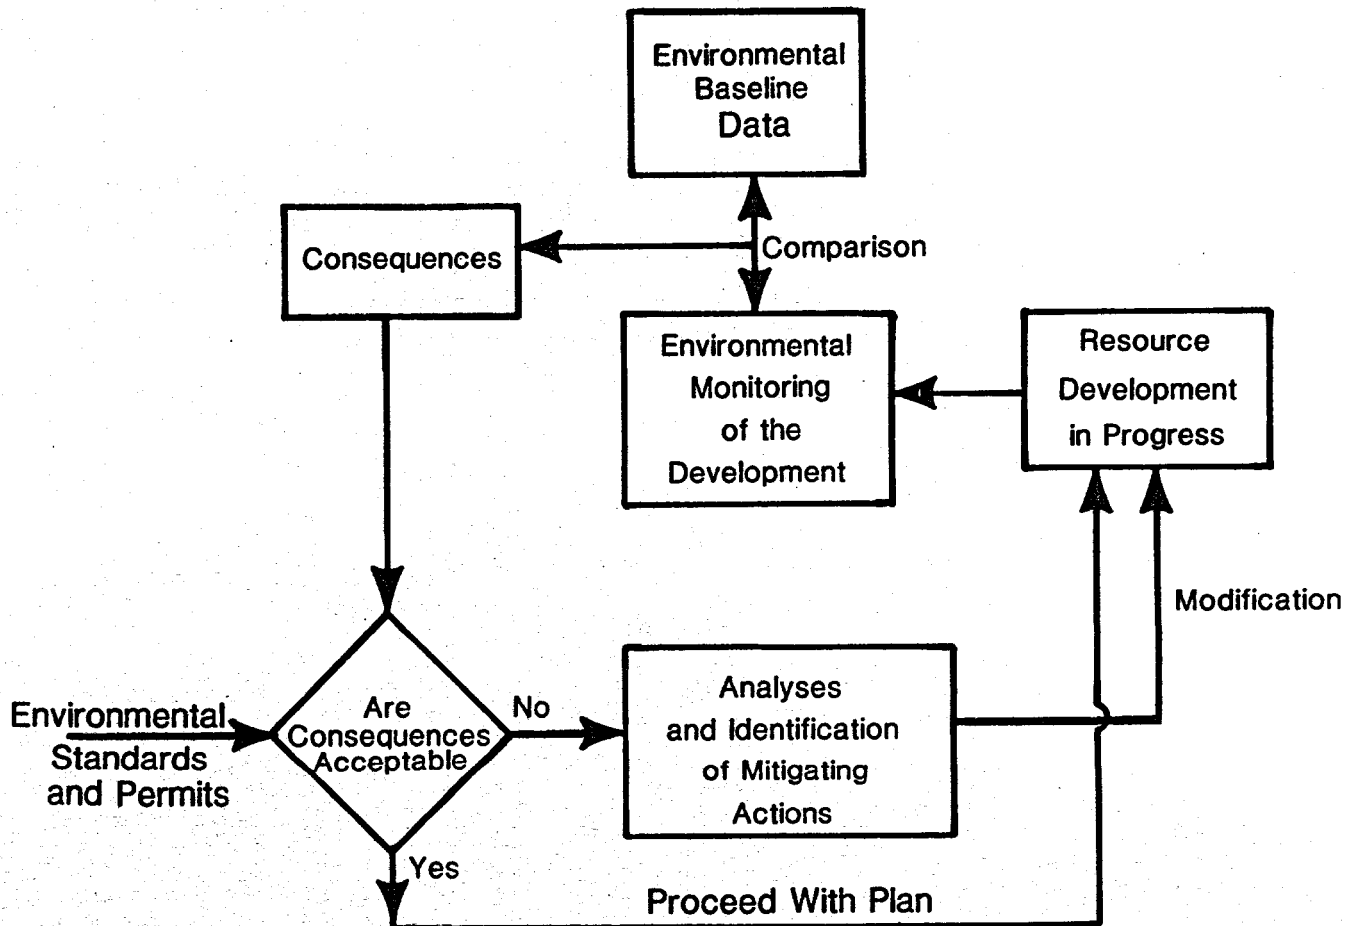 Environmental
Baseline
Data
Consequences
Comparison
Environmental
Monitoring
of the
Development
Resource
Development
in Progress
Modification
Environmental
Standards
and Permits
Are
Consequences
Acceptable
No
Analyses
and Identification
of Mitigating
Actions
Yes
Proceed With Plan